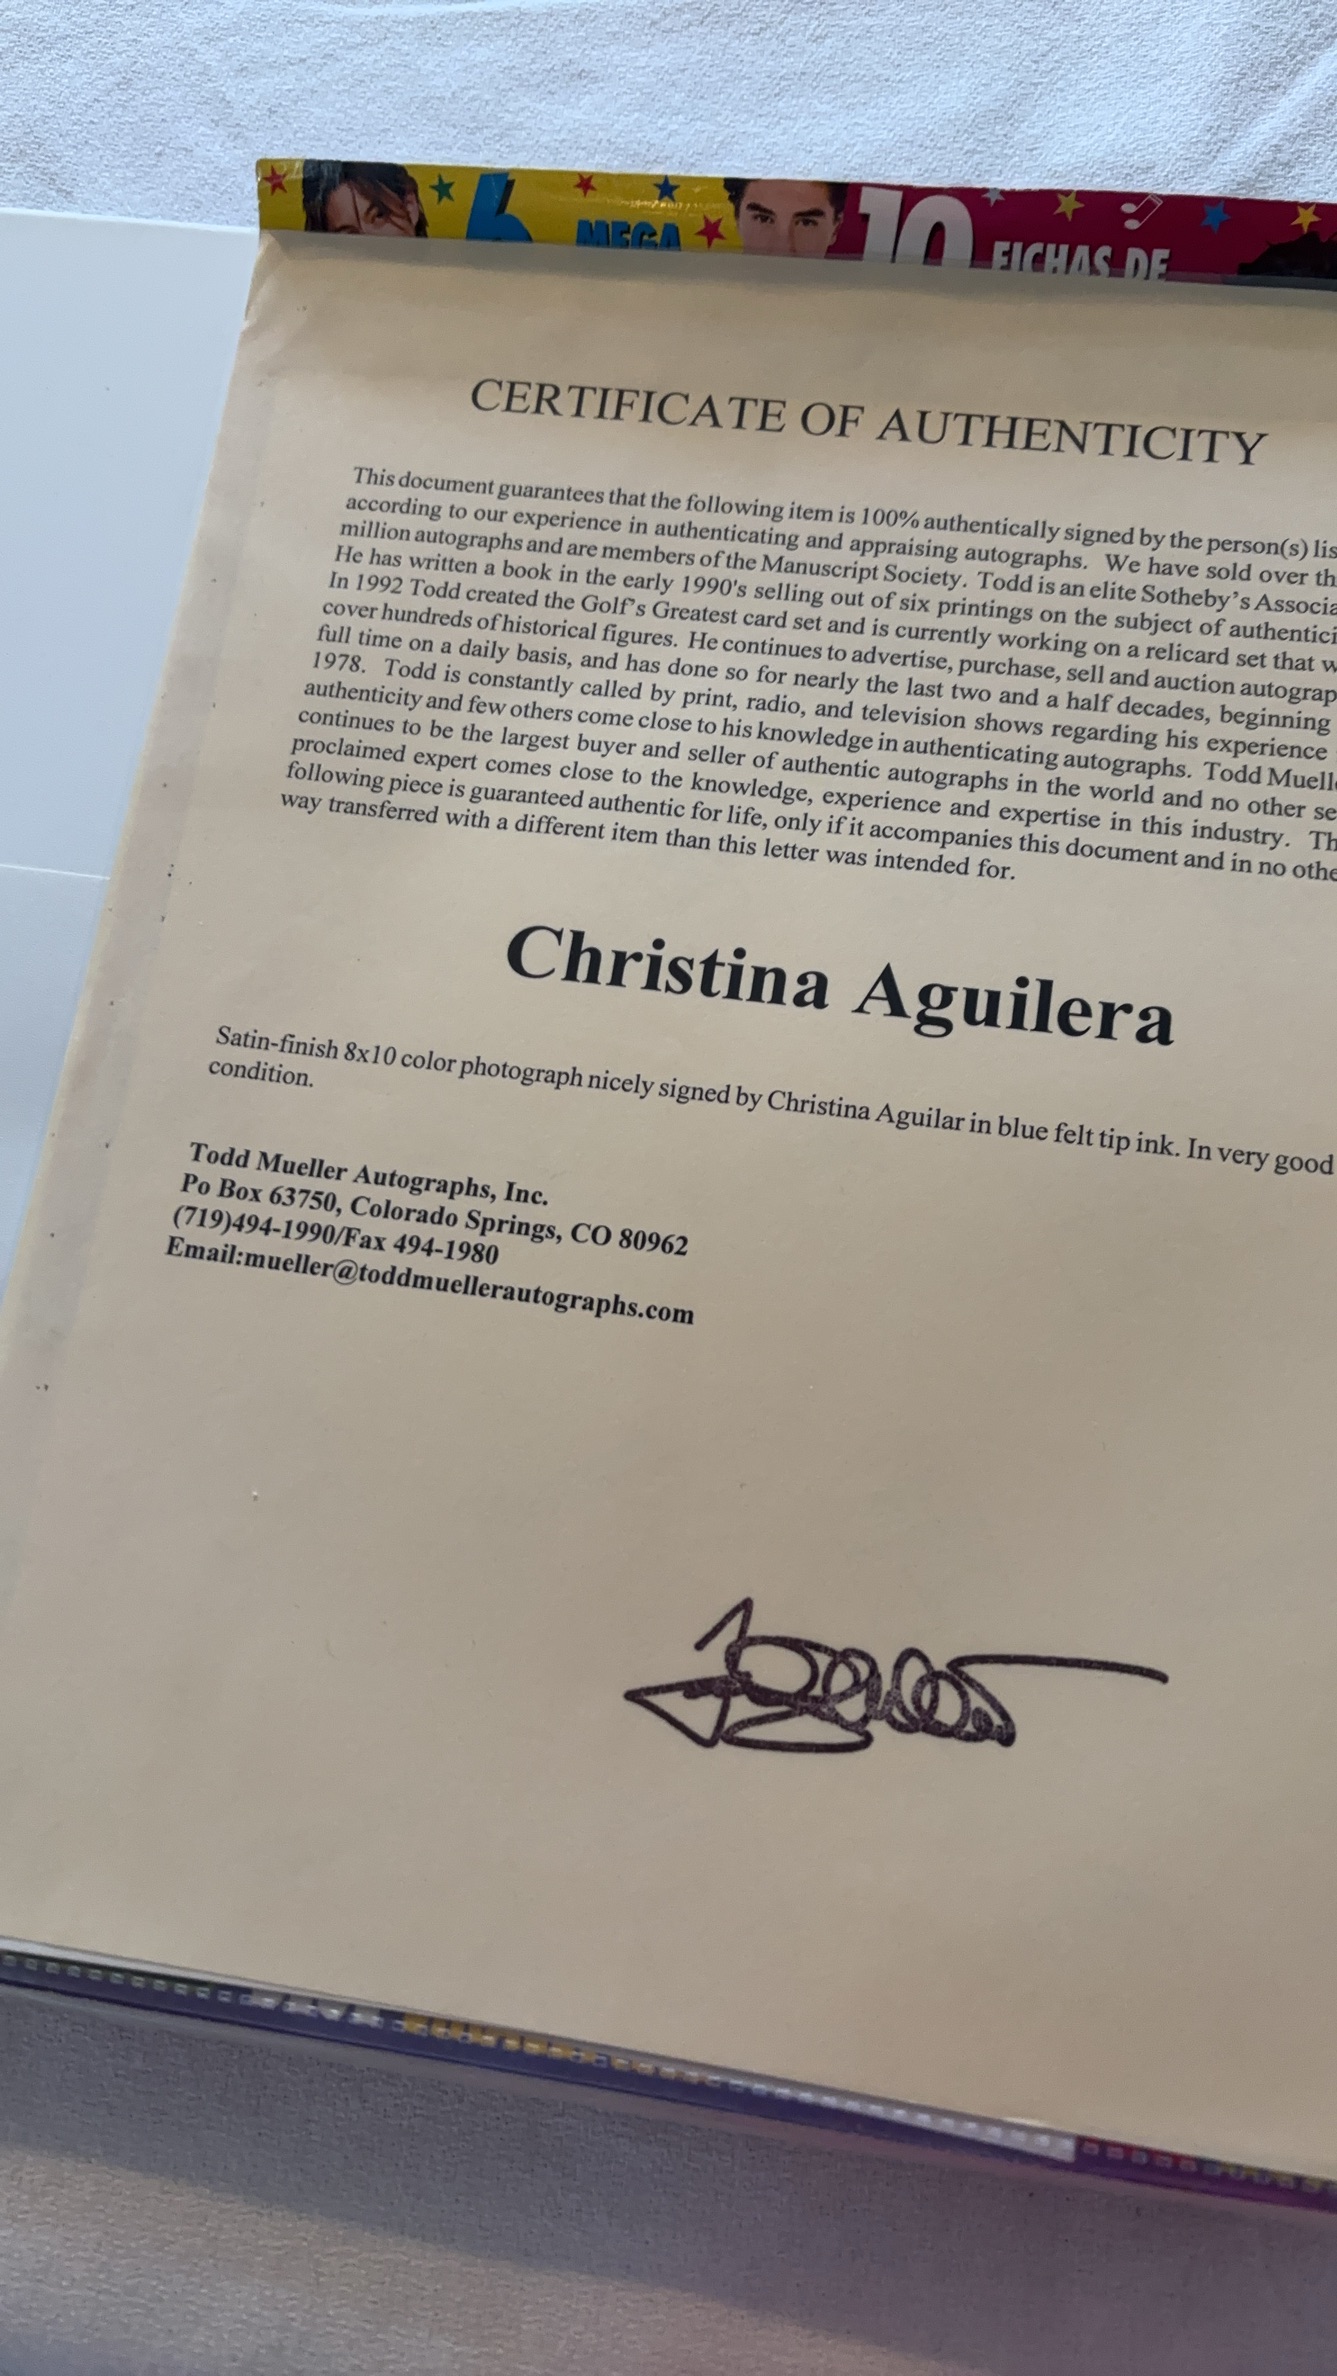 6 MEGA 10 FICHAS DE
CERTIFICATE OF AUTHENTICITY
This document guarantees that the following item is 100% authentically signed by the person(s) lis
according to our experience in authenticating and appraising autographs. We have sold over th
million autographs and are members of the Manuscript Society. Todd is an elite Sotheby's Associa
He has written a book in the early 1990's selling out of six printings on the subject of authentici
In 1992 Todd created the Golf's Greatest card set and is currently working on a relicard set that w
cover hundreds of historical figures. He continues to advertise, purchase, sell and auction autograp
full time on a daily basis, and has done so for nearly the last two and a half decades, beginning
1978. Todd is constantly called by print, radio, and television shows regarding his experience
authenticity and few others come close to his knowledge in authenticating autographs. Todd Muell
continues to be the largest buyer and seller of authentic autographs in the world and no other se
proclaimed expert comes close to the knowledge, experience and expertise in this industry. Th
following piece is guaranteed authentic for life, only if it accompanies this document and in no othe
way transferred with a different item than this letter was intended for.
Christina Aguilera
Satin-finish 8x10 color photograph nicely signed by Christina Aguilar in blue felt tip ink. In very good
condition.
Todd Mueller Autographs, Inc.
Po Box 63750, Colorado Springs, CO 80962
(719)494-1990/Fax 494-1980
Email:mueller@toddmuellerautographs.com